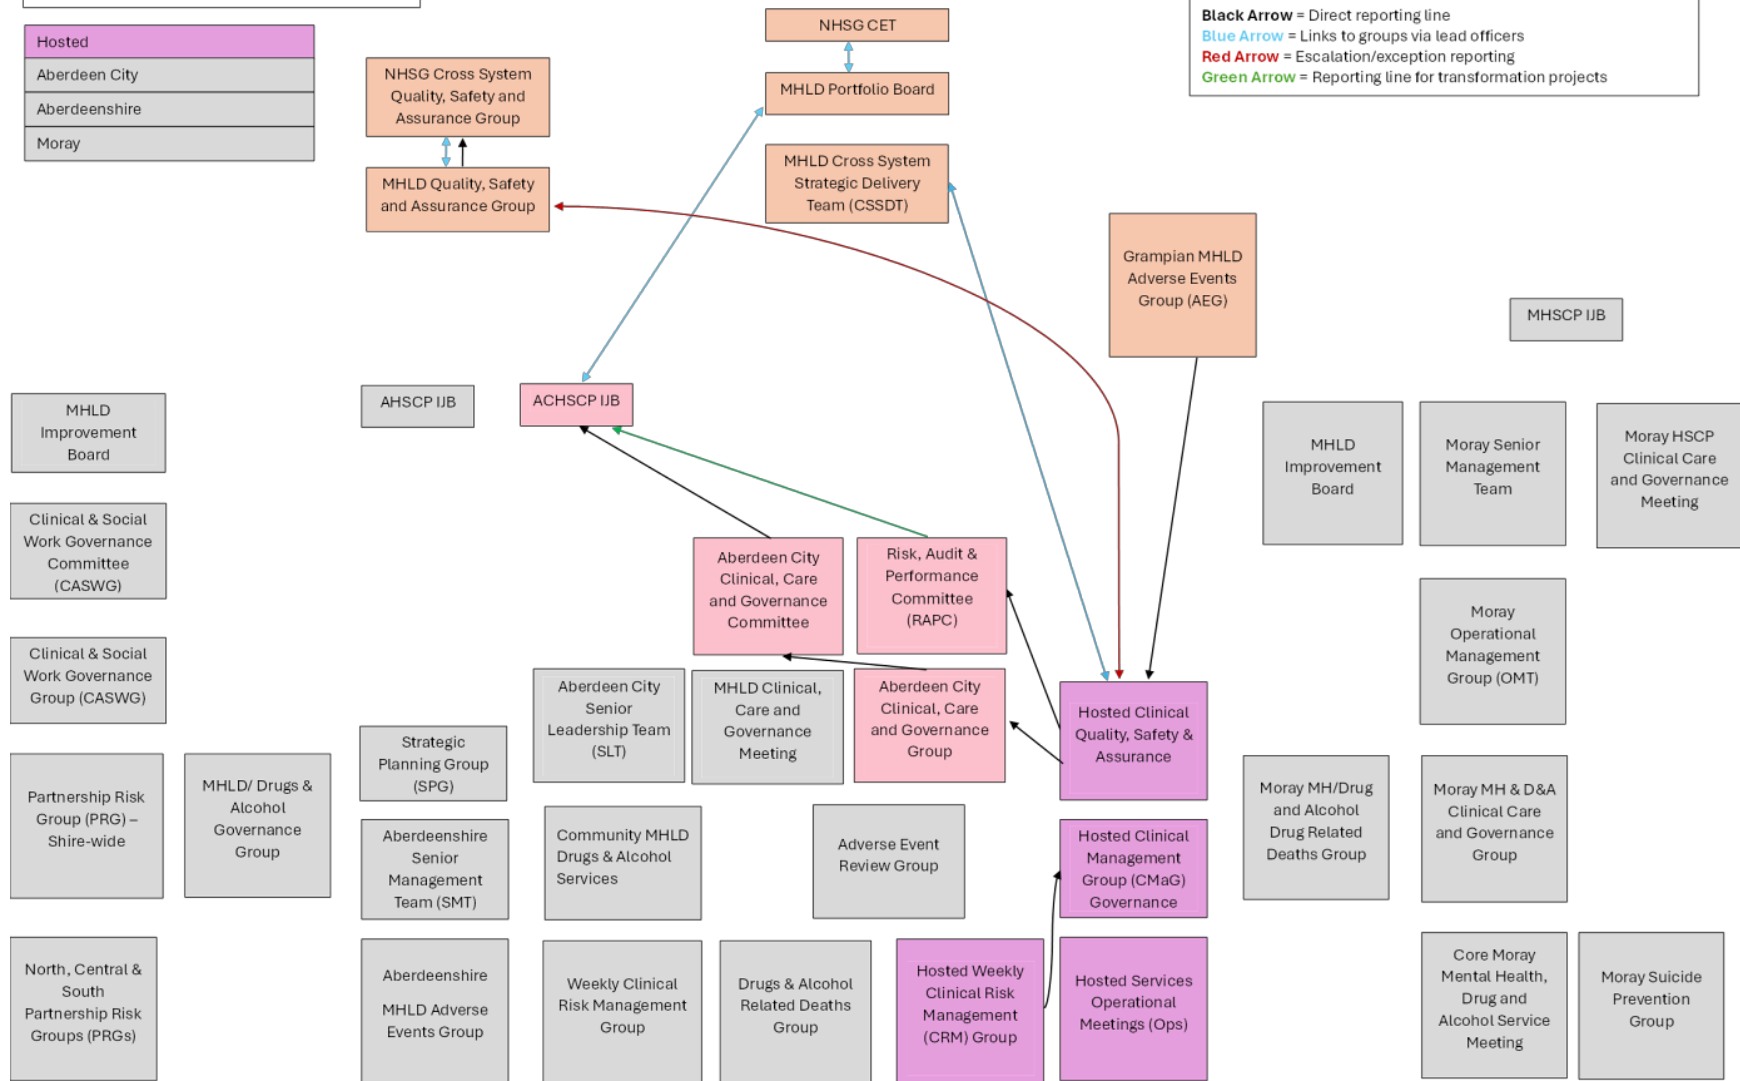 Hosted
Aberdeen City
Aberdeenshire
Moray
NHSG CET
MHLD Portfolio Board
Black Arrow = Direct reporting line
Blue Arrow = Links to groups via lead officers
Red Arrow = Escalation/exception reporting
Green Arrow = Reporting line for transformation projects
NHSG Cross System
Quality, Safety and
Assurance Group
MHLD Quality, Safety
and Assurance Group
MHLD Cross System
Strategic Delivery
Team (CSSDT)
Grampian MHLD
Adverse Events
Group (AEG)
MHSCP IJB
MHLD
Improvement
Board
AHSCP IJB
ACHSCP IJB
MHLD
Improvement
Board
Moray Senior
Management
Team
Moray HSCP
Clinical Care
and Governance
Meeting
Clinical & Social
Work Governance
Committee
(CASWG)
Aberdeen City
Clinical, Care
and Governance
Committee
Risk, Audit &
Performance
Committee
(RAPC)
Moray
Operational
Management
Group (OMT)
Clinical & Social
Work Governance
Group (CASWG)
Aberdeen City
Senior
Leadership Team
(SLT)
MHLD Clinical,
Care and
Governance
Meeting
Aberdeen City
Clinical, Care
and Governance
Group
Hosted Clinical
Quality, Safety &
Assurance
Partnership Risk
Group (PRG) –
Shire-wide
MHLD/ Drugs &
Alcohol
Governance
Group
Strategic
Planning Group
(SPG)
Moray MH/Drug
and Alcohol
Drug Related
Deaths Group
Moray MH & D&A
Clinical Care
and Governance
Group
Aberdeenshire
Senior
Management
Team (SMT)
Community MHLD
Drugs & Alcohol
Services
Adverse Event
Review Group
Hosted Clinical
Management
Group (CMaG)
Governance
North, Central &
South
Partnership Risk
Groups (PRGs)
Aberdeenshire
MHLD Adverse
Events Group
Weekly Clinical
Risk Management
Group
Drugs & Alcohol
Related Deaths
Group
Hosted Weekly
Clinical Risk
Management
(CRM) Group
Hosted Services
Operational
Meetings (Ops)
Core Moray
Mental Health,
Drug and
Alcohol Service
Meeting
Moray Suicide
Prevention
Group